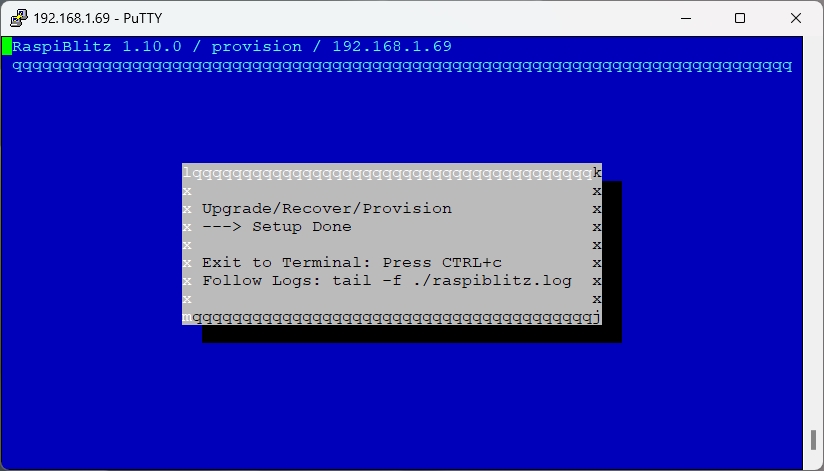 192.168.1.69 - PuTTY
RaspiBlitz 1.10.0 / provision / 192.168.1.69
qqqqqqqqqqqqqqqqqqqqqqqqqqqqqqqqqqqqqqqqqqqqqqqqqqqqqqqqqqqqqqqqqqqqqqqqqqqqqq
lqqqqqqqqqqqqqqqqqqqqqqqqqqqqqqqqqqqqqqqqk
x x
x Upgrade/Recover/Provision x
x ---> Setup Done x
x x
x Exit to Terminal: Press CTRL+c x
x Follow Logs: tail -f ./raspiblitz.log x
x x
mqqqqqqqqqqqqqqqqqqqqqqqqqqqqqqqqqqqqqqqqj